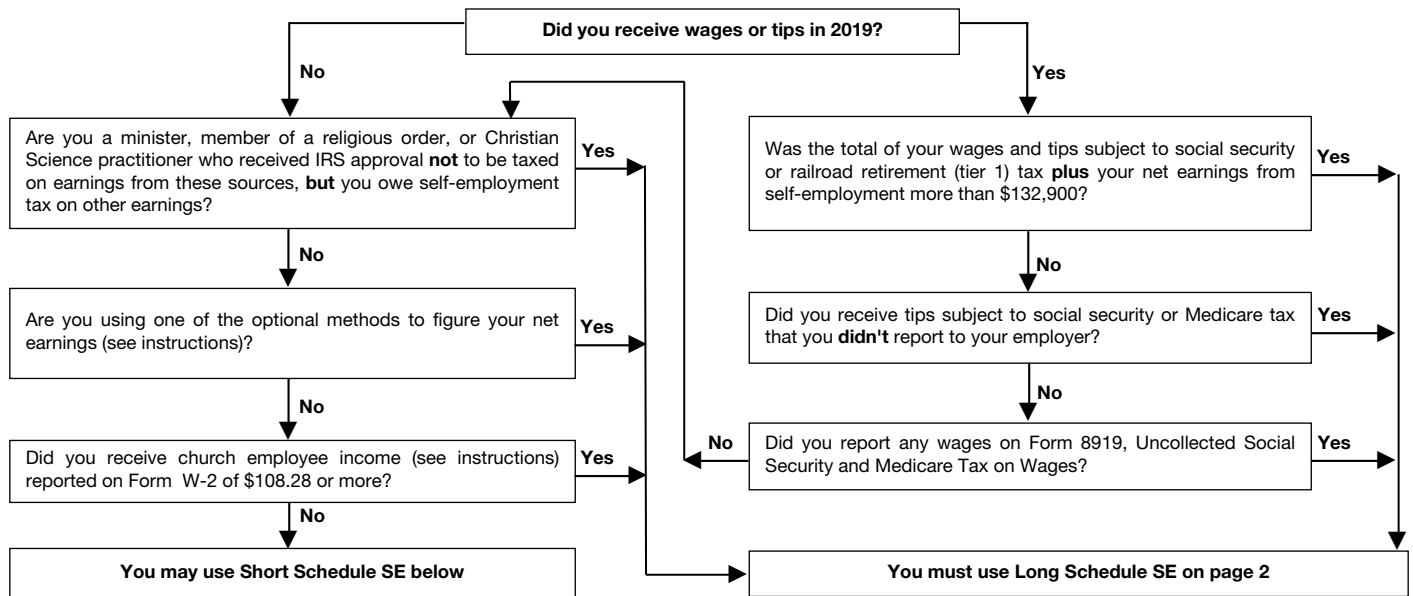 Did you receive wages or tips in 2019?
No
Yes
Are you a minister, member of a religious order, or Christian
Science practitioner who received IRS approval not to be taxed
on earnings from these sources, but you owe self-employment
tax on other earnings?
Yes
Was the total of your wages and tips subject to social security
or railroad retirement (tier 1) tax plus your net earnings from
self-employment more than $132,900?
Yes
No
No
Are you using one of the optional methods to figure your net
earnings (see instructions)?
Yes
Did you receive tips subject to social security or Medicare tax
that you didn't report to your employer?
Yes
No
No
Did you receive church employee income (see instructions)
reported on Form W-2 of $108.28 or more?
Yes
No
Did you report any wages on Form 8919, Uncollected Social
Security and Medicare Tax on Wages?
Yes
No
You may use Short Schedule SE below
You must use Long Schedule SE on page 2